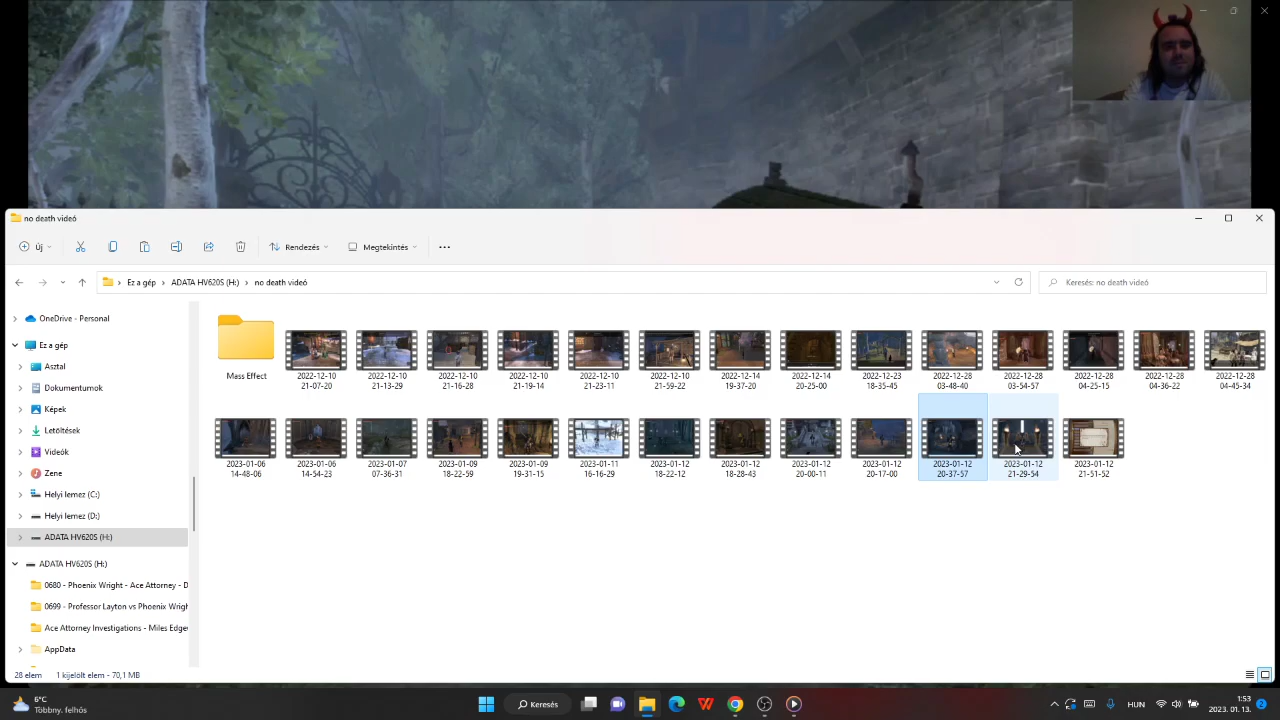 no death videó
Új
Rendezés
Megtekintés
Ez a gép
ADATA HV620S (H:)
no death videó
Keresés: no death videó
OneDrive - Personal
Ez a gép
Asztal
Dokumentumok
Képek
Letöltések
Videók
Zene
Helyi lemez (C:)
Helyi lemez (D:)
ADATA HV620S (H:)
ADATA HV620S (H:)
0680 - Phoenix Wright - Ace Attorney - D
0699 - Professor Layton vs Phoenix Wrigh
Ace Attorney Investigations - Miles Edge
AppData
Mass Effect
2022-12-10
21-07-20
2022-12-10
21-13-29
2022-12-10
21-16-28
2022-12-10
21-19-14
2022-12-10
21-23-11
2022-12-10
21-59-22
2022-12-14
19-37-20
2022-12-14
20-25-00
2022-12-23
18-35-45
2022-12-28
03-48-40
2022-12-28
03-54-57
2022-12-28
04-25-15
2022-12-28
04-36-22
2022-12-28
04-45-34
2023-01-06
14-48-06
2023-01-06
14-54-23
2023-01-07
07-36-31
2023-01-09
18-22-59
2023-01-09
19-31-15
2023-01-11
16-16-29
2023-01-12
18-22-12
2023-01-12
18-28-43
2023-01-12
20-00-11
2023-01-12
20-17-00
2023-01-12
20-37-57
2023-01-12
21-29-54
2023-01-12
21-51-52
28 elem 1 kijelölt elem - 70,1 MB
5°C
Többny. felhős
Keresés
HUN
1:53
2023. 01. 13.
2